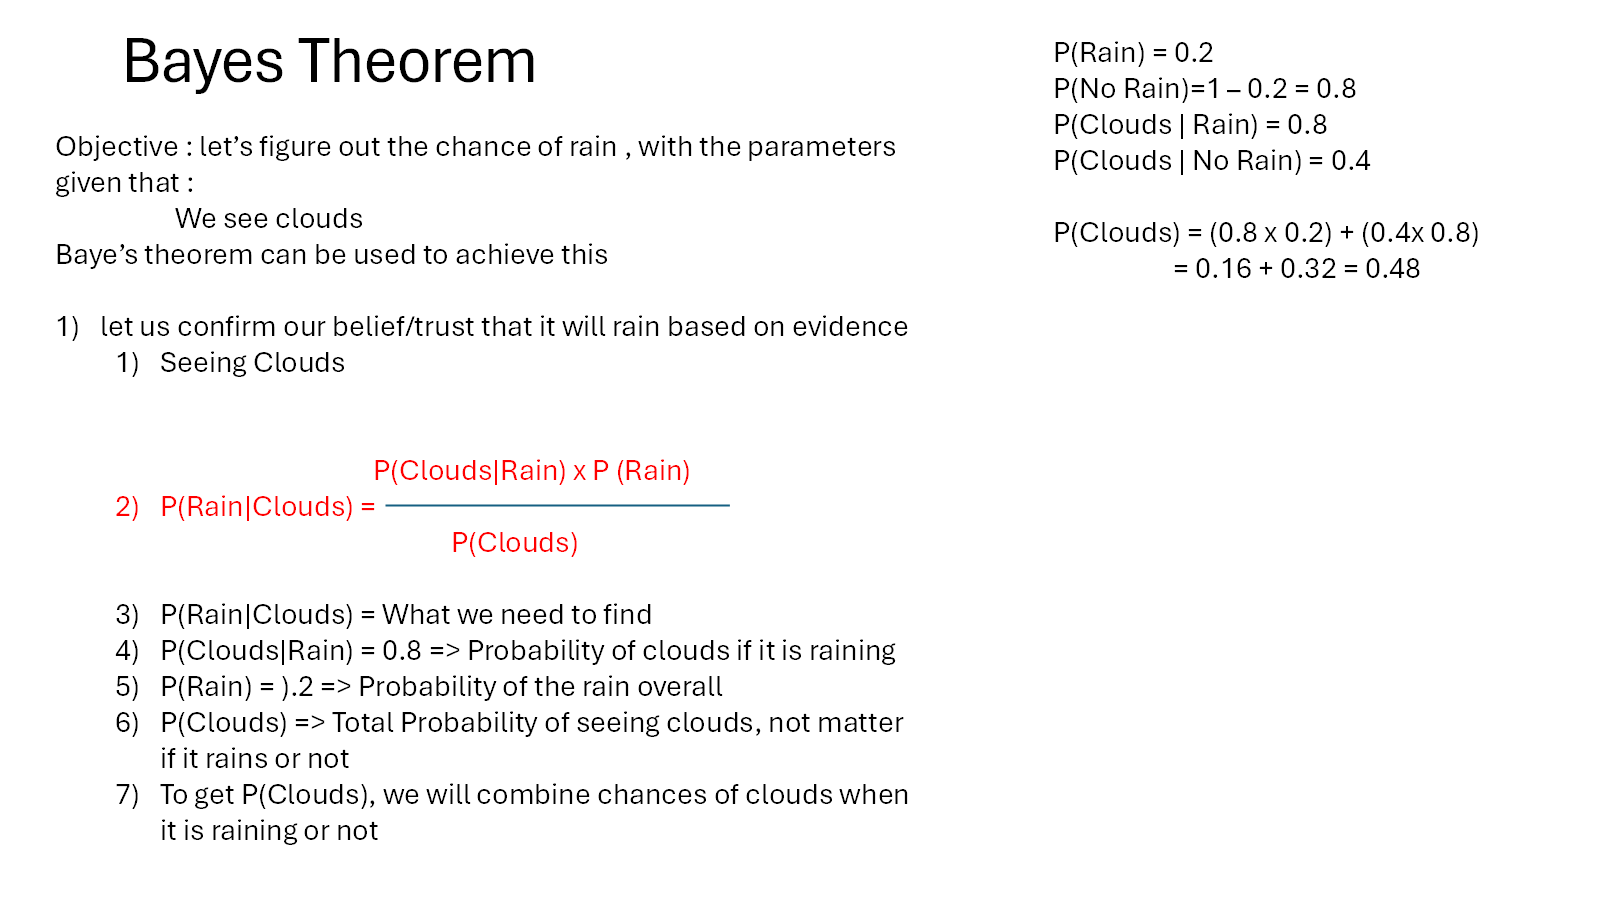 Bayes Theorem
Objective : let’s figure out the chance of rain , with the parameters
given that :
We see clouds
Baye’s theorem can be used to achieve this
1) let us confirm our belief/trust that it will rain based on evidence
1) Seeing Clouds
P(Clouds|Rain) x P (Rain)
2) P(Rain|Clouds) =
P(Clouds)
3) P(Rain|Clouds) = What we need to find
4) P(Clouds|Rain) = 0.8 => Probability of clouds if it is raining
5) P(Rain) = ).2 => Probability of the rain overall
6) P(Clouds) => Total Probability of seeing clouds, not matter
if it rains or not
7) To get P(Clouds), we will combine chances of clouds when
it is raining or not
P(Rain) = 0.2
P(No Rain)=1 – 0.2 = 0.8
P(Clouds | Rain) = 0.8
P(Clouds | No Rain) = 0.4
P(Clouds) = (0.8 x 0.2) + (0.4x 0.8)
= 0.16 + 0.32 = 0.48